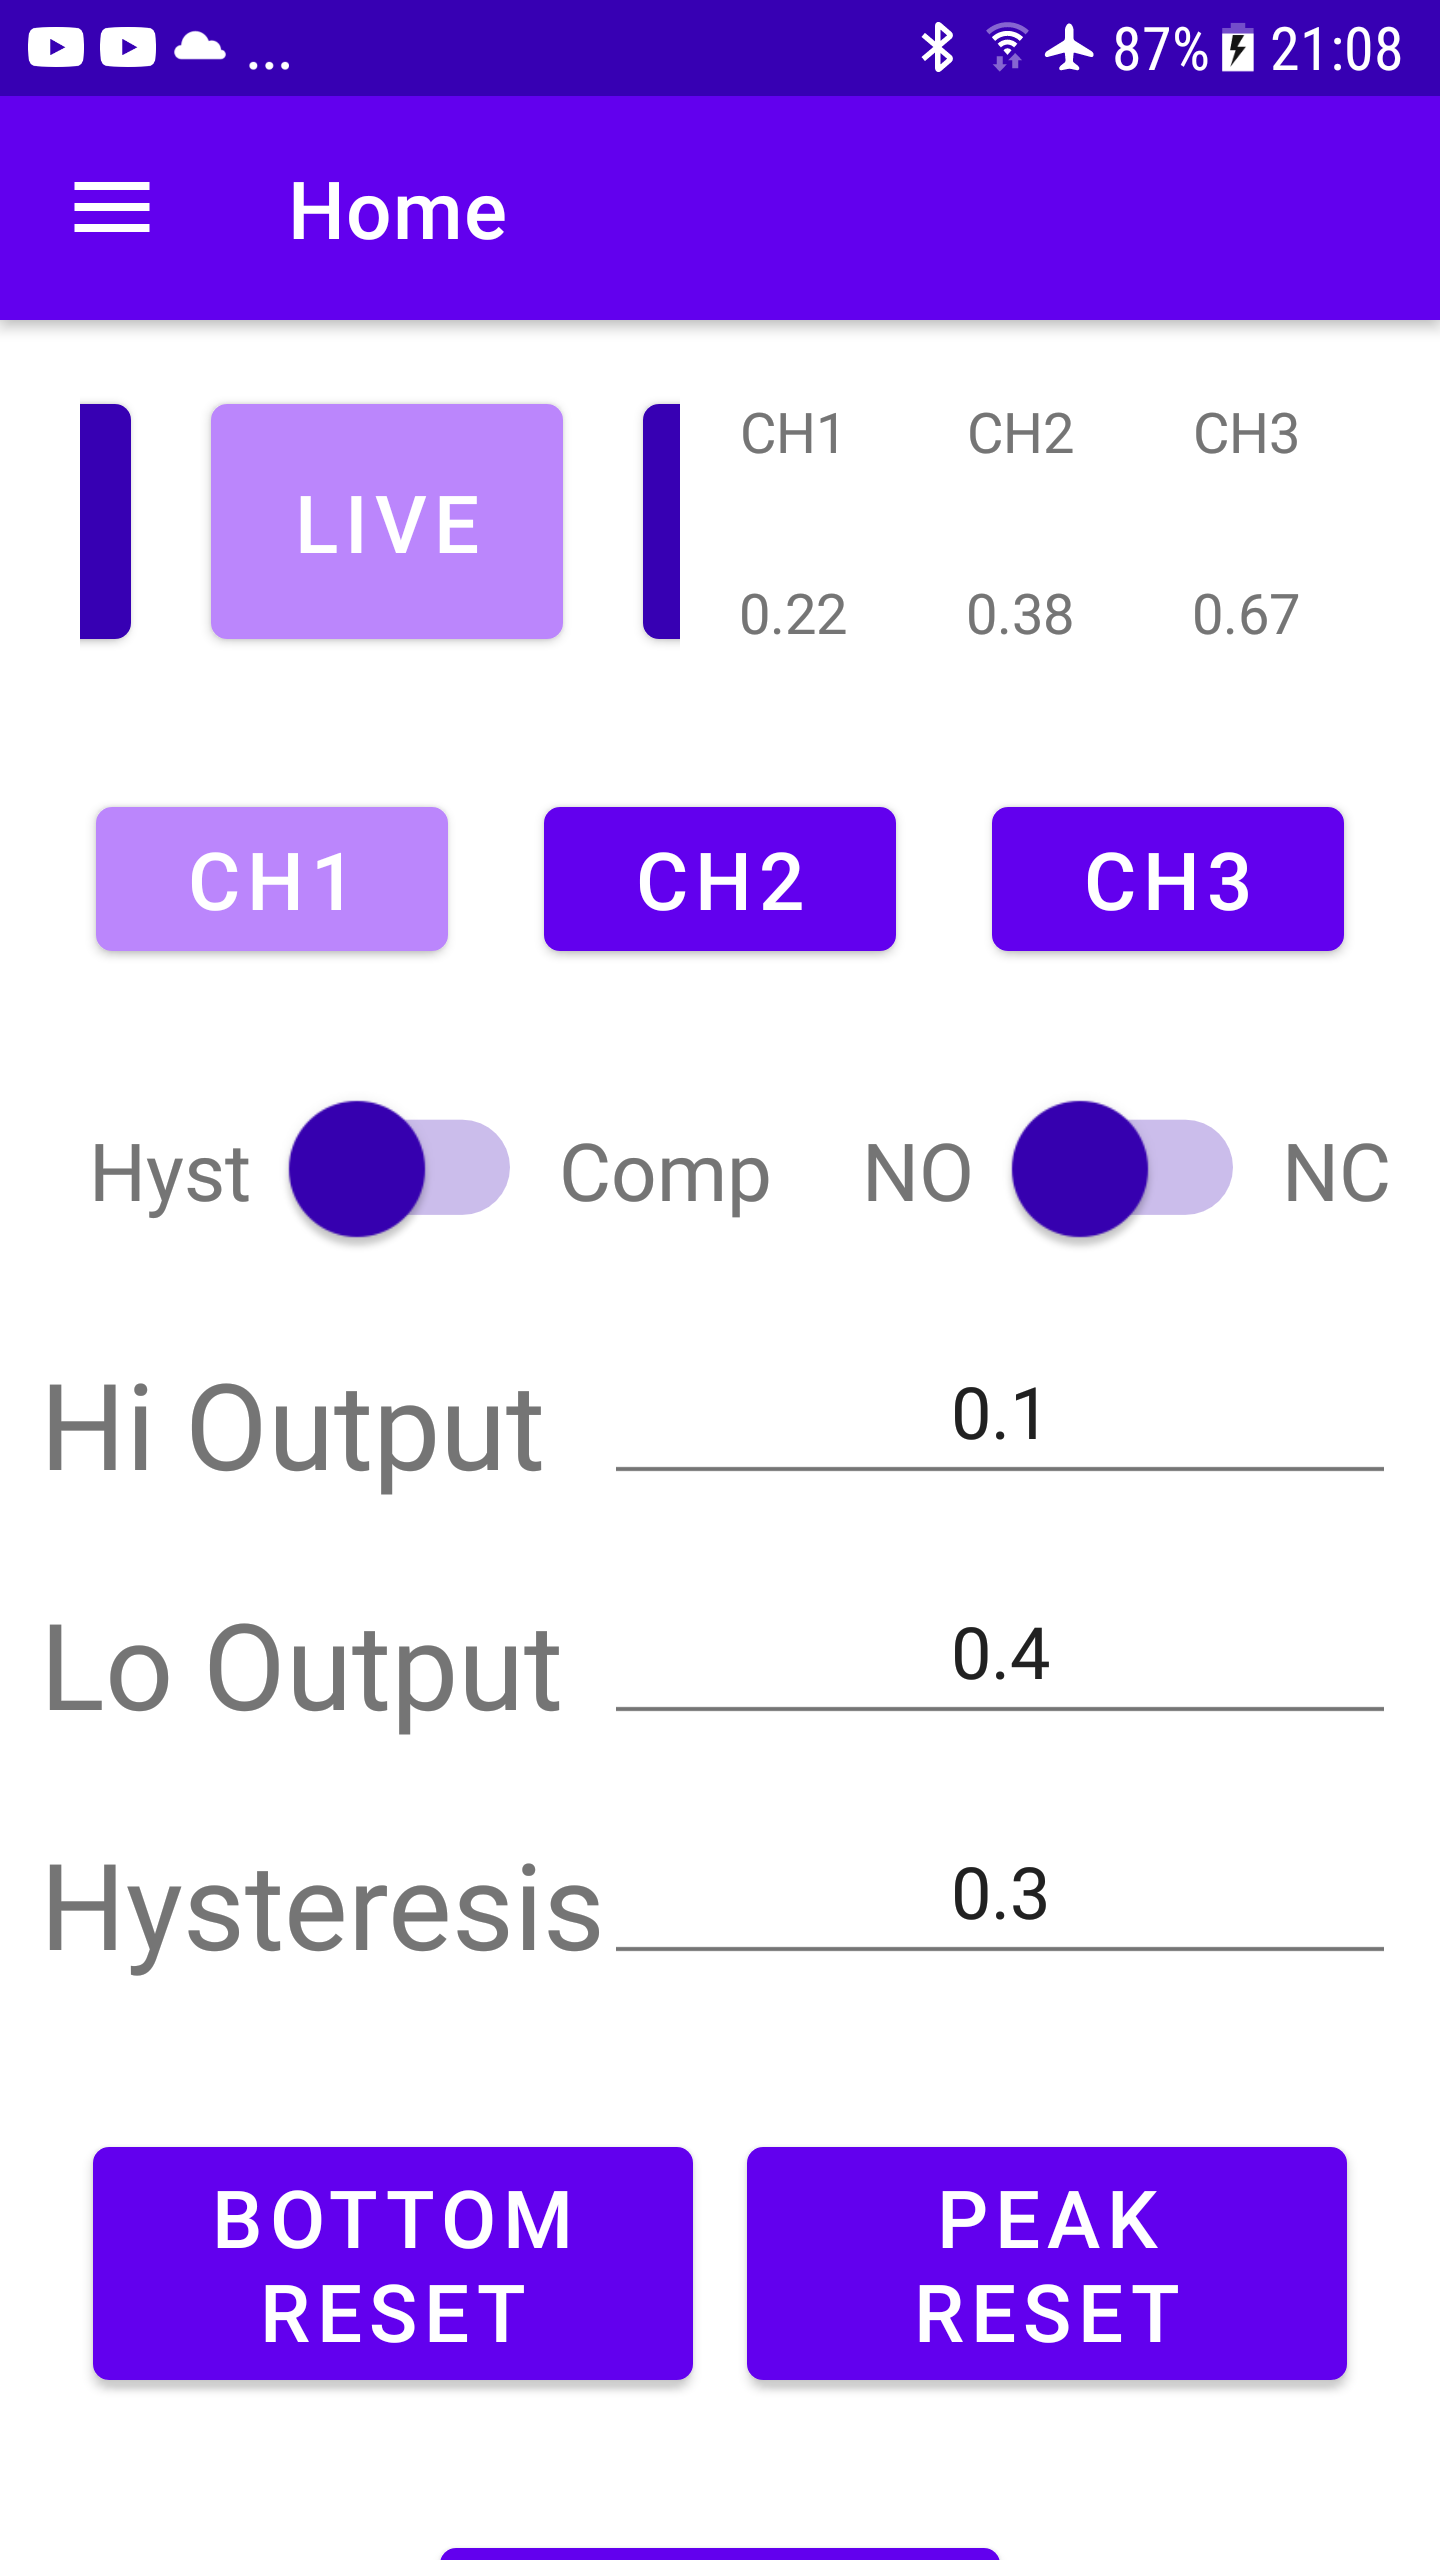 ... 87% 21:08
Home
LIVE
CH1 CH2 CH3
0.22 0.38 0.67
CH1 CH2 CH3
Hyst Comp NO NC
Hi Output 0.1
Lo Output 0.4
Hysteresis 0.3
BOTTOM RESET
PEAK RESET